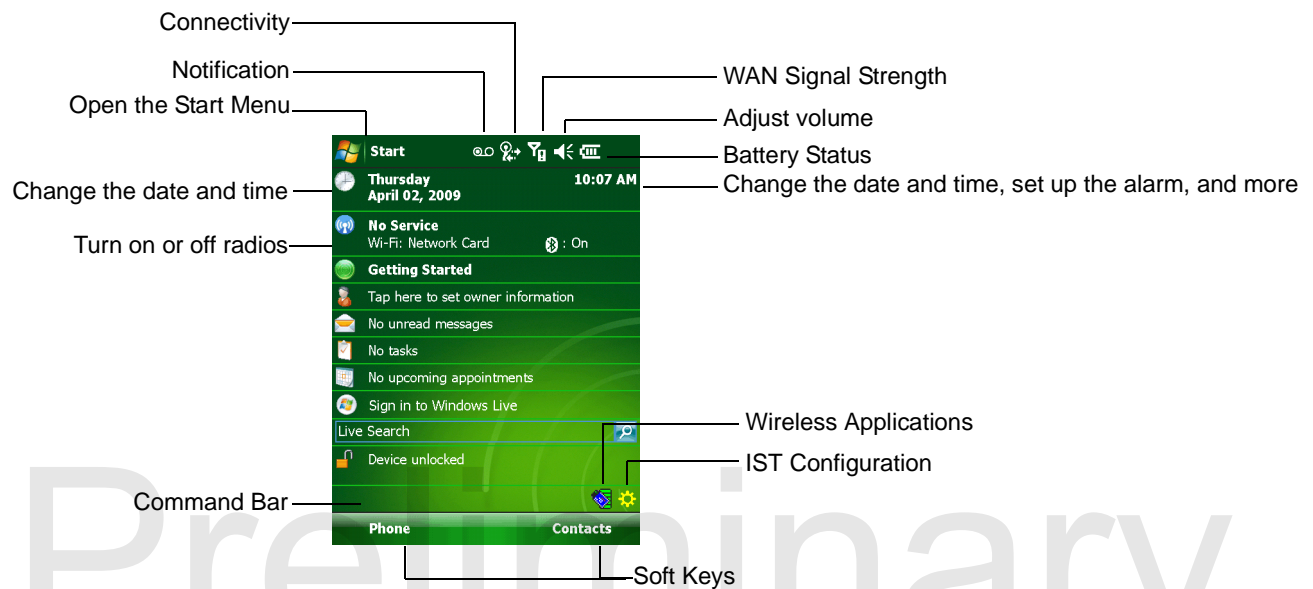 Connectivity
Notification
Open the Start Menu
WAN Signal Strength
Adjust volume
Battery Status
Change the date and time
Change the date and time, set up the alarm, and more
Turn on or off radios
Start
Thursday 10:07 AM
April 02, 2009
No Service
Wi-Fi: Network Card : On
Getting Started
Tap here to set owner information
No unread messages
No tasks
No upcoming appointments
Sign in to Windows Live
Live Search
Device unlocked
Wireless Applications
IST Configuration
Command Bar
Phone Contacts
Soft Keys
Preliminary